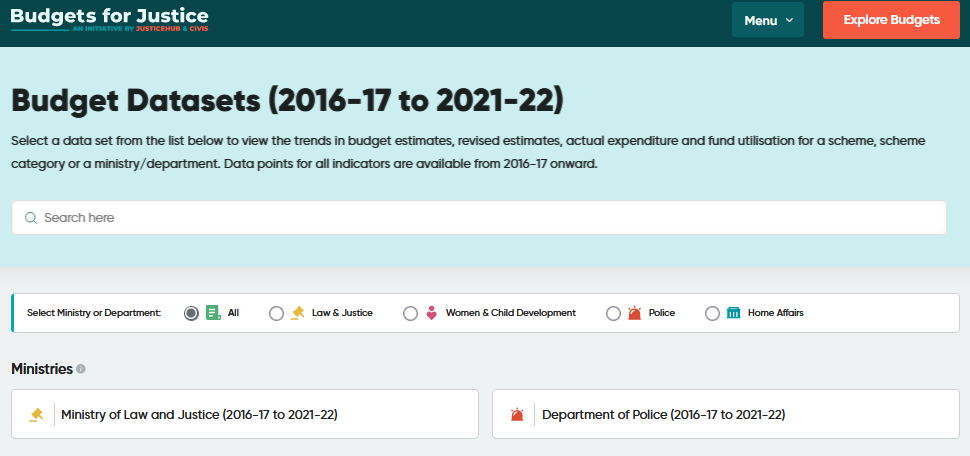 Budgets for Justice
AN INITIATIVE BY JUSTICEHUB & CIVIS
Menu
Explore Budgets
Budget Datasets (2016-17 to 2021-22)
Select a data set from the list below to view the trends in budget estimates, revised estimates, actual expenditure and fund utilisation for a scheme, scheme
category or a ministry/department. Data points for all indicators are available from 2016-17 onward.
Search here
Select Ministry or Department: All Law & Justice Women & Child Development Police Home Affairs
Ministries
Ministry of Law and Justice (2016-17 to 2021-22)
Department of Police (2016-17 to 2021-22)